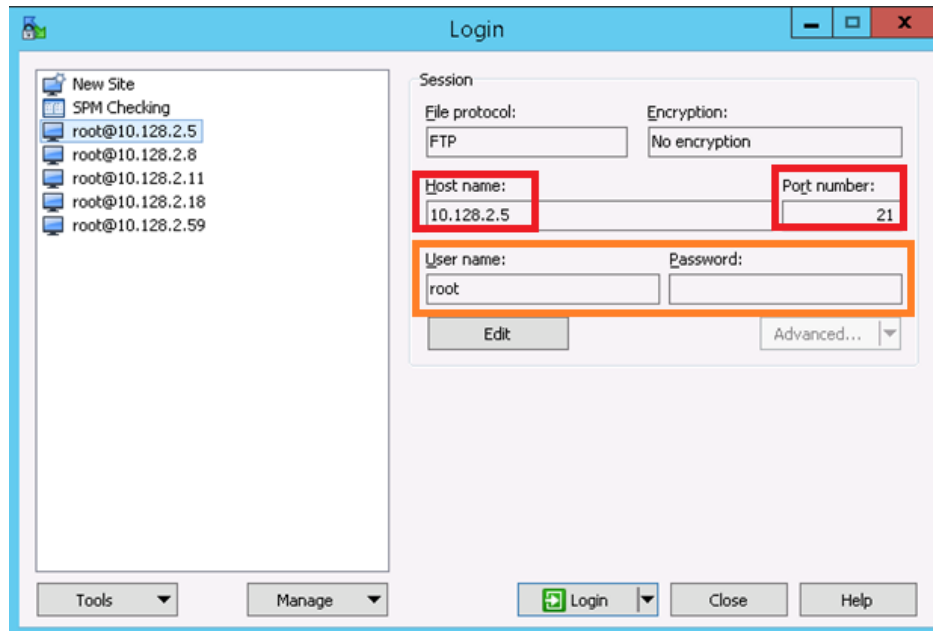 Login
New Site
SPM Checking
root@10.128.2.5
root@10.128.2.8
root@10.128.2.11
root@10.128.2.18
root@10.128.2.59
Session
File protocol:
Encryption:
FTP
No encryption
Host name:
Port number:
10.128.2.5
21
User name:
Password:
root
Edit
Advanced...
Tools
Manage
Login
Close
Help